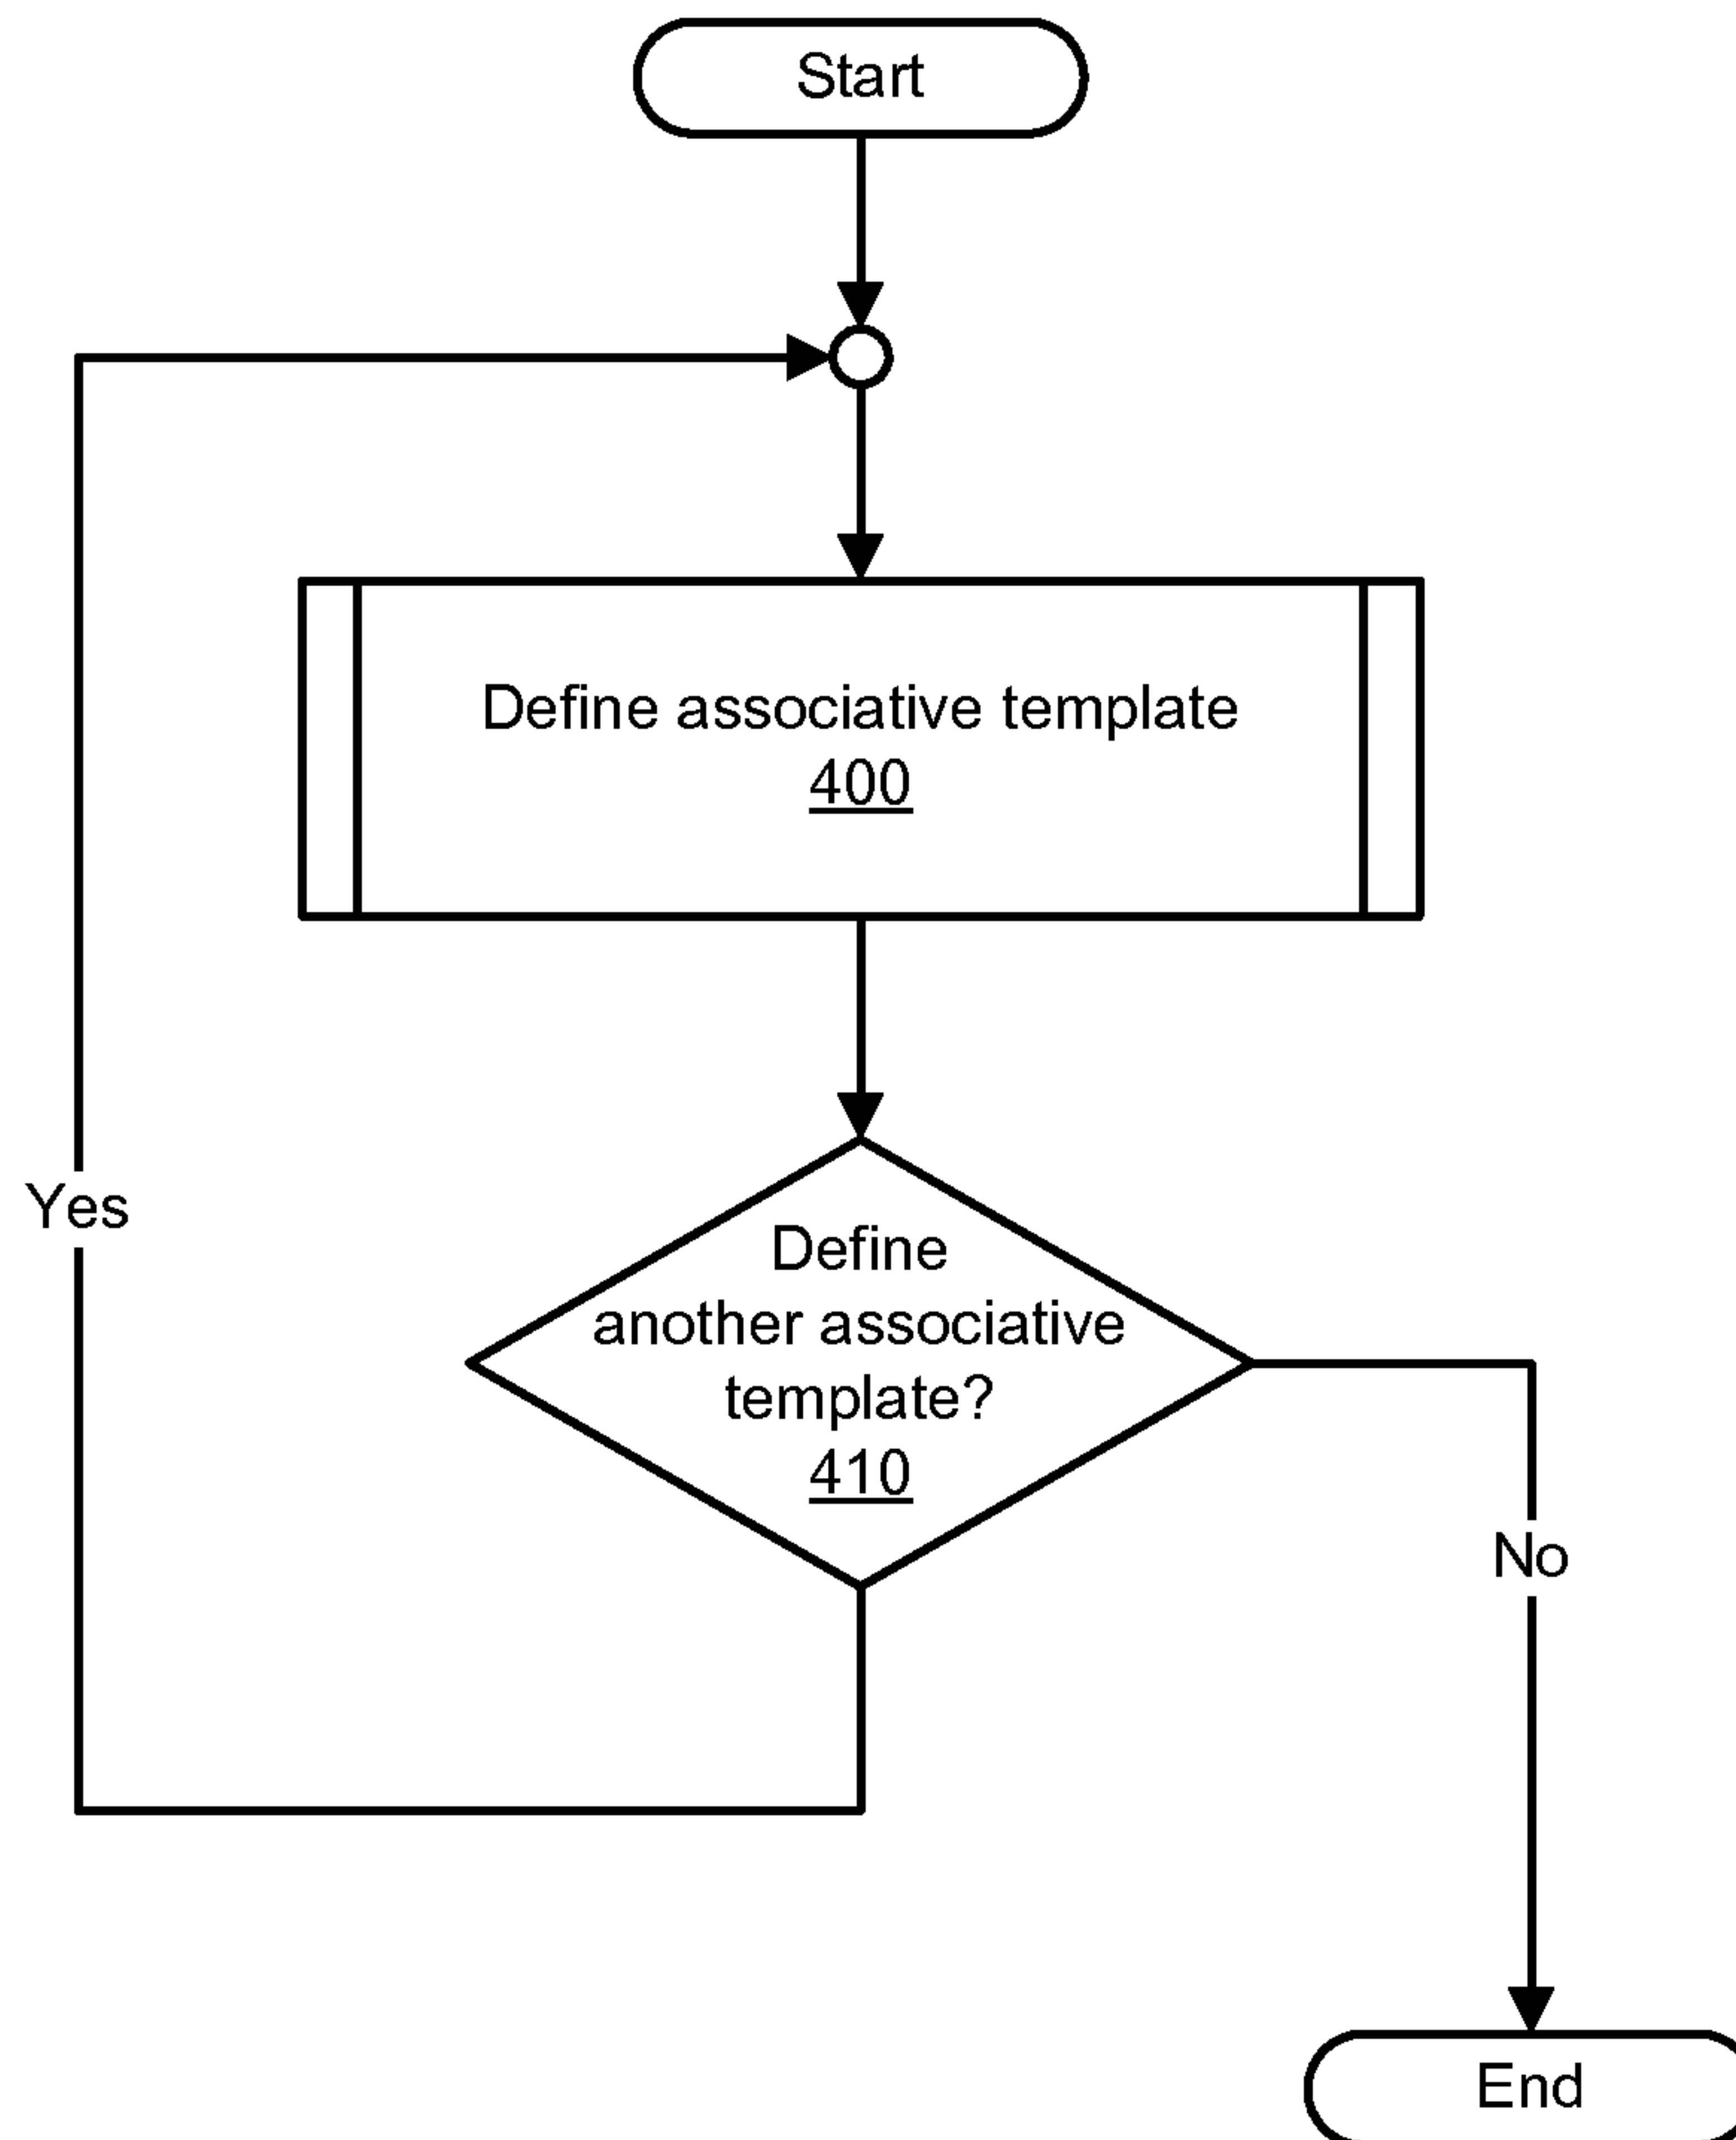 Start
Define associative template
400
Yes
Define
another associative
template?
410
No
End